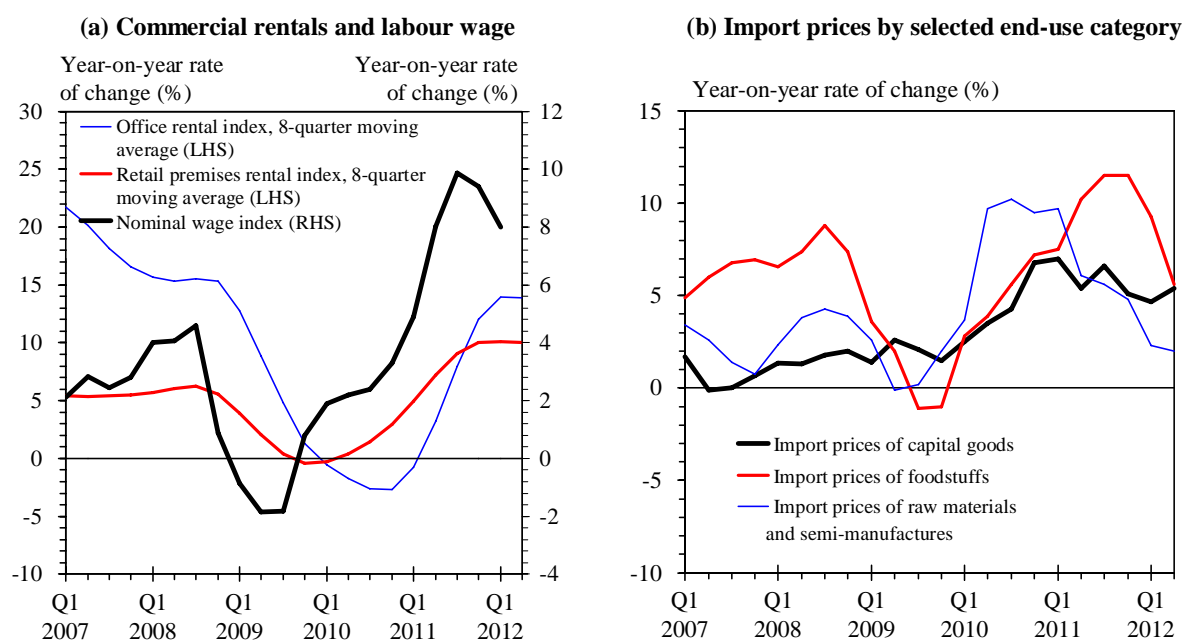 (a) Commercial rentals and labour wage
Year-on-year rate
of change (%)
Year-on-year rate
of change (%)
30
25
20
15
10
5
0
-5
-10
12
10
8
6
4
2
0
-2
-4
Office rental index, 8-quarter moving
average (LHS)
Retail premises rental index, 8-quarter
moving average (LHS)
Nominal wage index (RHS)
Q1 Q1 Q1 Q1 Q1 Q1
2007 2008 2009 2010 2011 2012
(b) Import prices by selected end-use category
Year-on-year rate of change (%)
15
10
5
0
-5
-10
Import prices of capital goods
Import prices of foodstuffs
Import prices of raw materials
and semi-manufactures
Q1 Q1 Q1 Q1 Q1 Q1
2007 2008 2009 2010 2011 2012